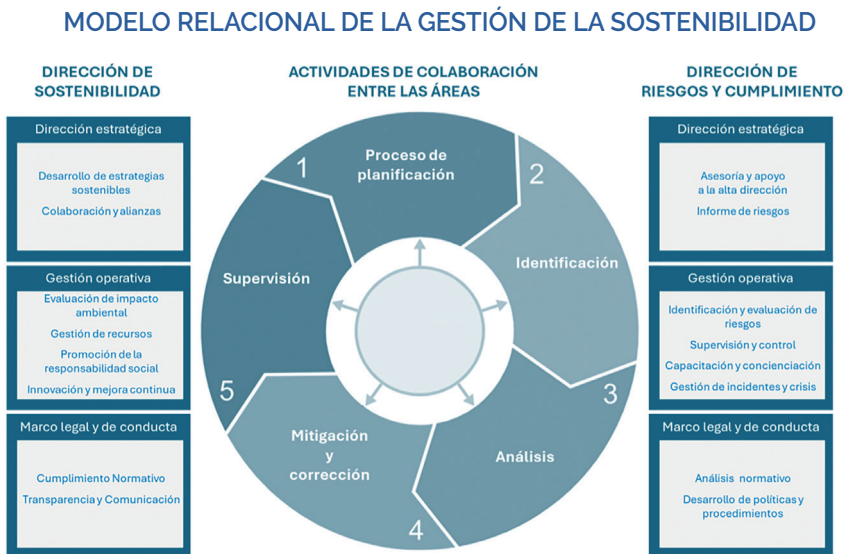 MODELO RELACIONAL DE LA GESTIÓN DE LA SOSTENIBILIDAD
DIRECCIÓN DE
SOSTENIBILIDAD
Dirección estratégica
Desarrollo de estrategias
sostenibles
Colaboración y alianzas
Gestión operativa
Evaluación de impacto
ambiental
Gestión de recursos
Promoción de la
responsabilidad social
Innovación y mejora continua
Marco legal y de conducta
Cumplimiento Normativo
Transparencia y Comunicación
ACTIVIDADES DE COLABORACIÓN
ENTRE LAS ÁREAS
1
Proceso de
planificación
2
Identificación
3
Análisis
4
Mitigación
y
corrección
5
Supervisión
DIRECCIÓN DE
RIESGOS Y CUMPLIMIENTO
Dirección estratégica
Asesoría y apoyo
a la alta dirección
Informe de riesgos
Gestión operativa
Identificación y evaluación de
riesgos
Supervisión y control
Capacitación y concienciación
Gestión de incidentes y crisis
Marco legal y de conducta
Análisis normativo
Desarrollo de políticas y
procedimientos